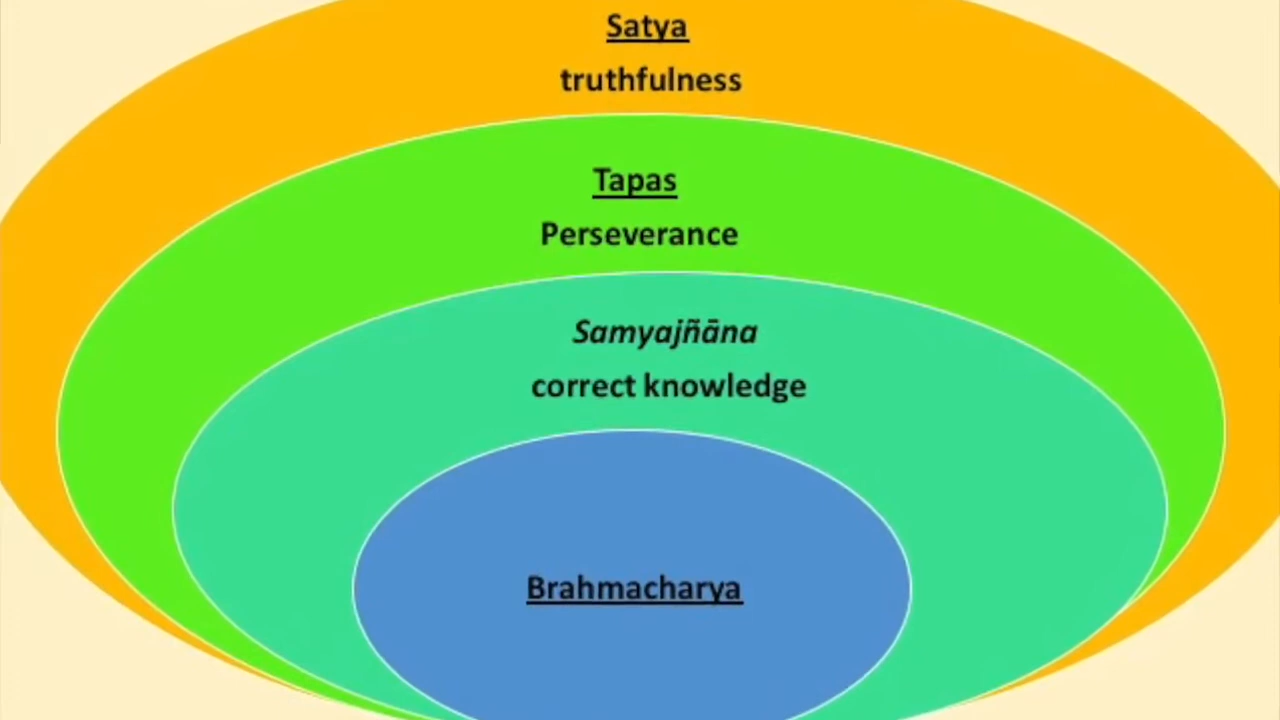 Satya
truthfulness
Tapas
Perseverance
Samyajñāna
correct knowledge
Brahmacharya